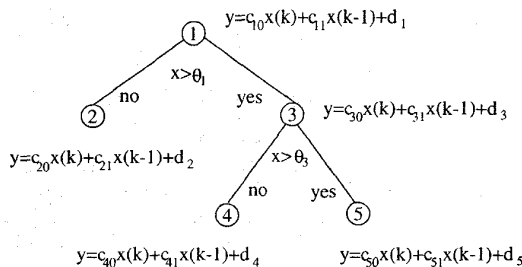 1 y=c₁₀x(k)+c₁₁x(k-1)+d₁
x>θ₁
no yes
2 3 y=c₃₀x(k)+c₃₁x(k-1)+d₃
y=c₂₀x(k)+c₂₁x(k-1)+d₂ x>θ₃
no yes
4 5
y=c₄₀x(k)+c₄₁x(k-1)+d₄ y=c₅₀x(k)+c₅₁x(k-1)+d₅